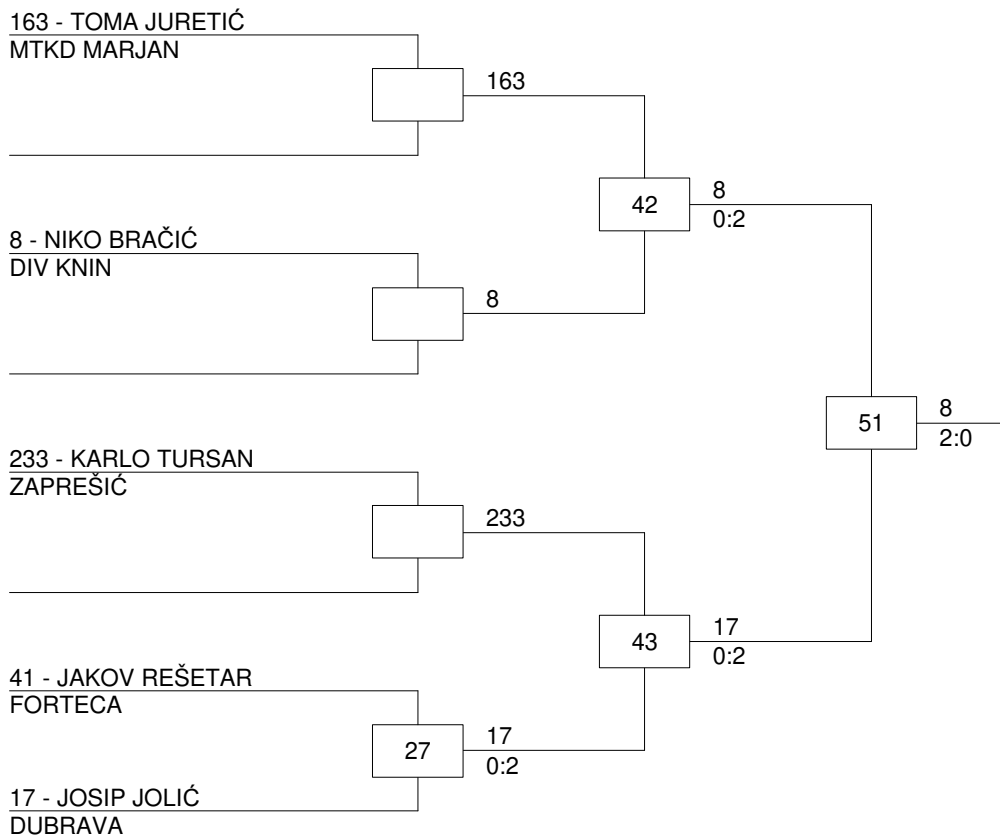 163 - TOMA JURETIĆ
MTKD MARJAN
163
42
8
0:2
8 - NIKO BRAČIĆ
DIV KNIN
8
51
8
2:0
233 - KARLO TURSAN
ZAPREŠIĆ
233
43
17
0:2
41 - JAKOV REŠETAR
FORTECA
27
17
0:2
17 - JOSIP JOLIĆ
DUBRAVA